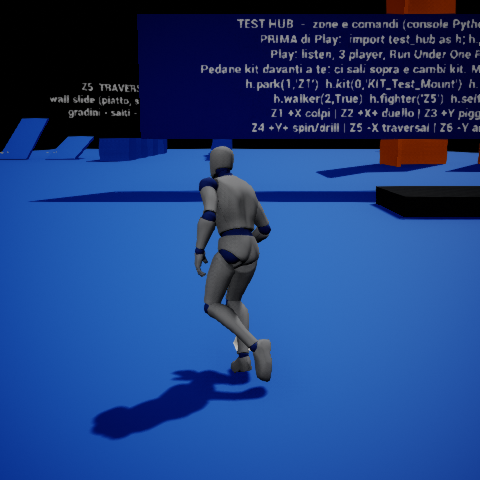 TEST HUB - zone e comandi (console Pytho
PRIMA di Play: import test_hub as h; h.
Play: listen, 3 player, Run Under One P
Pedane kit davanti a te: ci sali sopra e cambi kit. M
h.park(1,'Z1') h.kit(0,'KIT_Test_Mount') h.
h.walker(2,True) h.fighter('Z5') h.self
Z1 +X colpi | Z2 +X+ duello | Z3 +Y pigg
Z4 +Y+ spin/drill | Z5 -X traversal | Z6 -Y ar
Z5 TRAVERS
wall slide (piatto, s
gradini - salti -